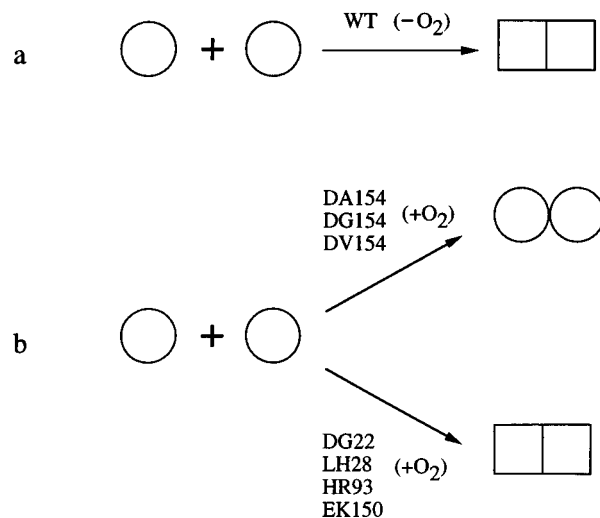 a
+
WT (−O₂)
DA154
DG154 (+O₂)
DV154
b
+
DG22
LH28 (+O₂)
HR93
EK150